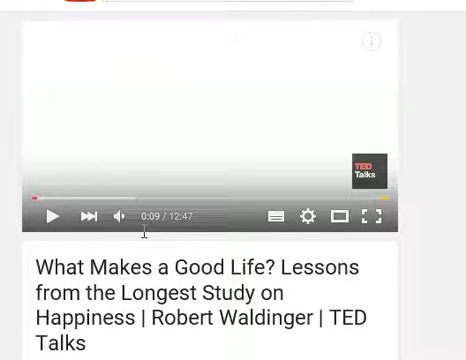 TED
Talks
0:09 / 12:47
What Makes a Good Life? Lessons
from the Longest Study on
Happiness | Robert Waldinger | TED
Talks